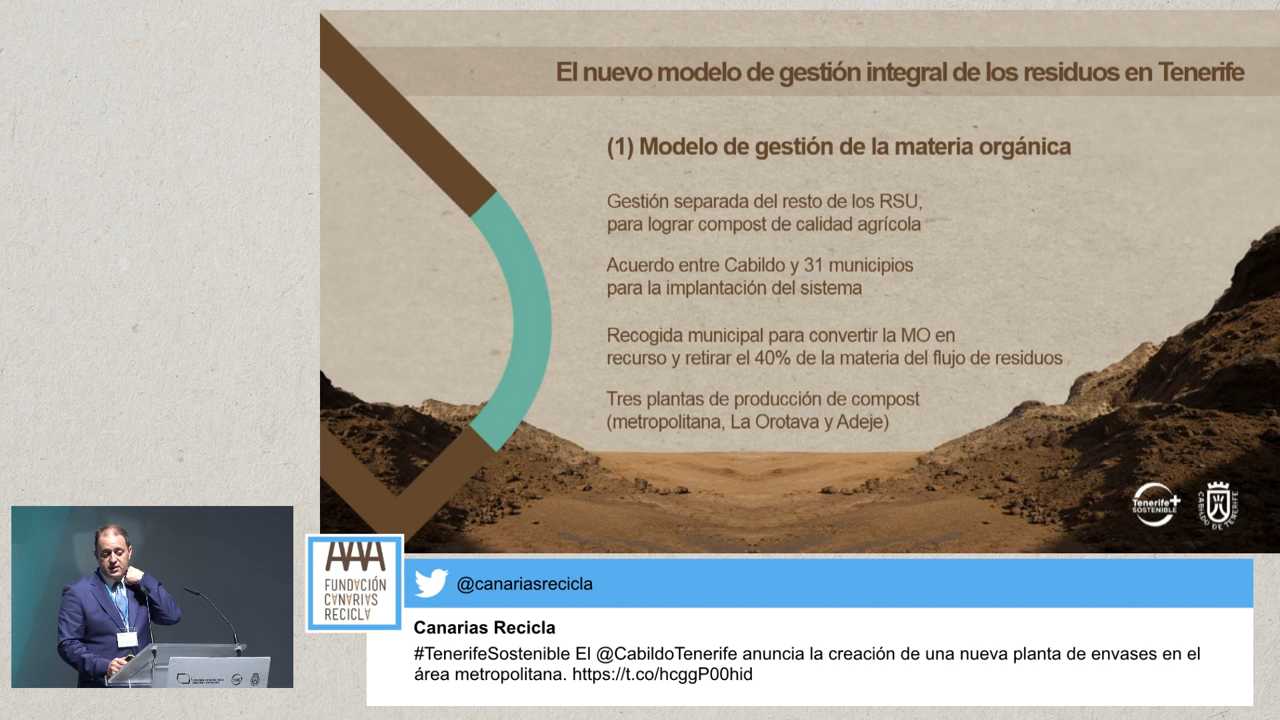 El nuevo modelo de gestión integral de los residuos en Tenerife
(1) Modelo de gestión de la materia orgánica
Gestión separada del resto de los RSU,
para lograr compost de calidad agrícola
Acuerdo entre Cabildo y 31 municipios
para la implantación del sistema
Recogida municipal para convertir la MO en
recurso y retirar el 40% de la materia del flujo de residuos
Tres plantas de producción de compost
(metropolitana, La Orotava y Adeje)
Tenerife+
SOSTENIBLE
CABILDO DE TENERIFE
FUNDACIÓN
CANARIAS
RECICLA
@canariasrecicla
Canarias Recicla
#TenerifeSostenible El @CabildoTenerife anuncia la creación de una nueva planta de envases en el
área metropolitana. https://t.co/hcggP00hid